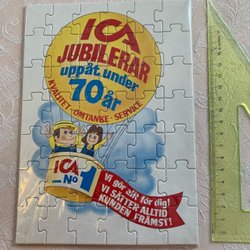 ICA
JUBILERAR
uppåt under
70 år
KVALITET · OMTANKE · SERVICE
ICA
No 1
Vi gör allt för dig!
VI SÄTTER ALLTID
KUNDEN FRÄMST!